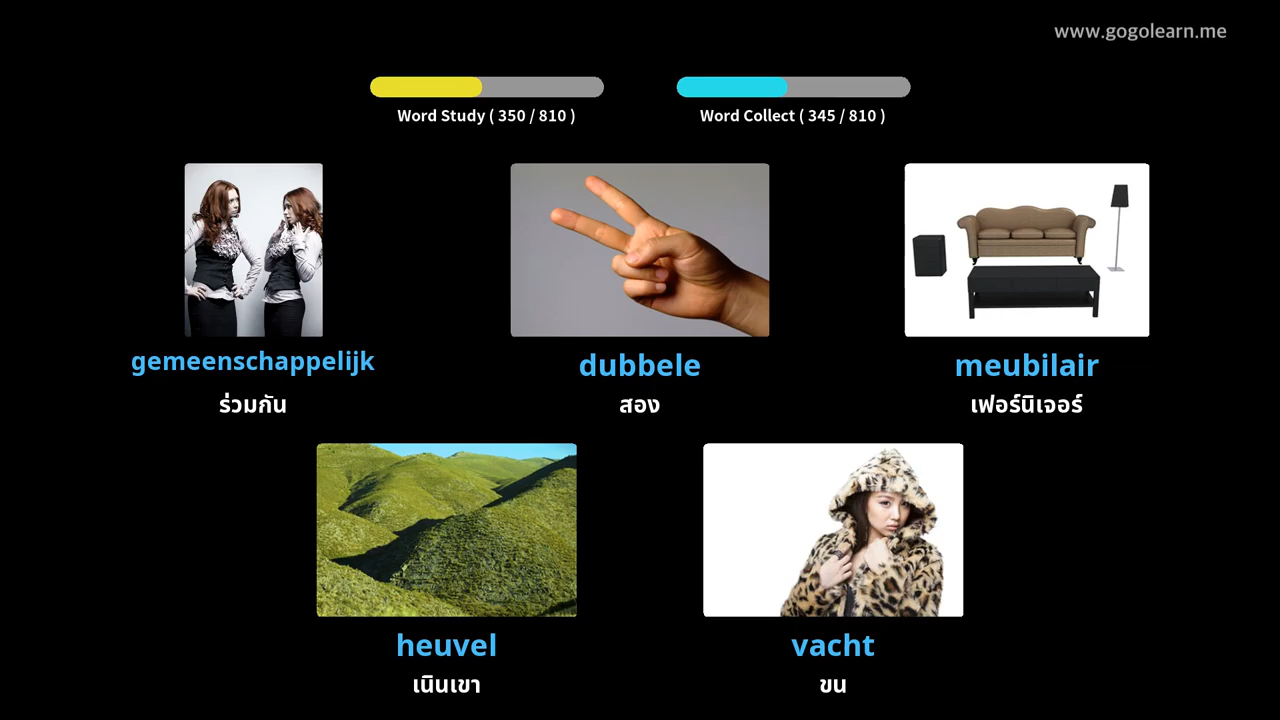 www.gogolearn.me
Word Study ( 350 / 810 )
Word Collect ( 345 / 810 )
gemeenschappelijk
ร่วมกัน
dubbele
สอง
meubilair
เฟอร์นิเจอร์
heuvel
เนินเขา
vacht
ขน